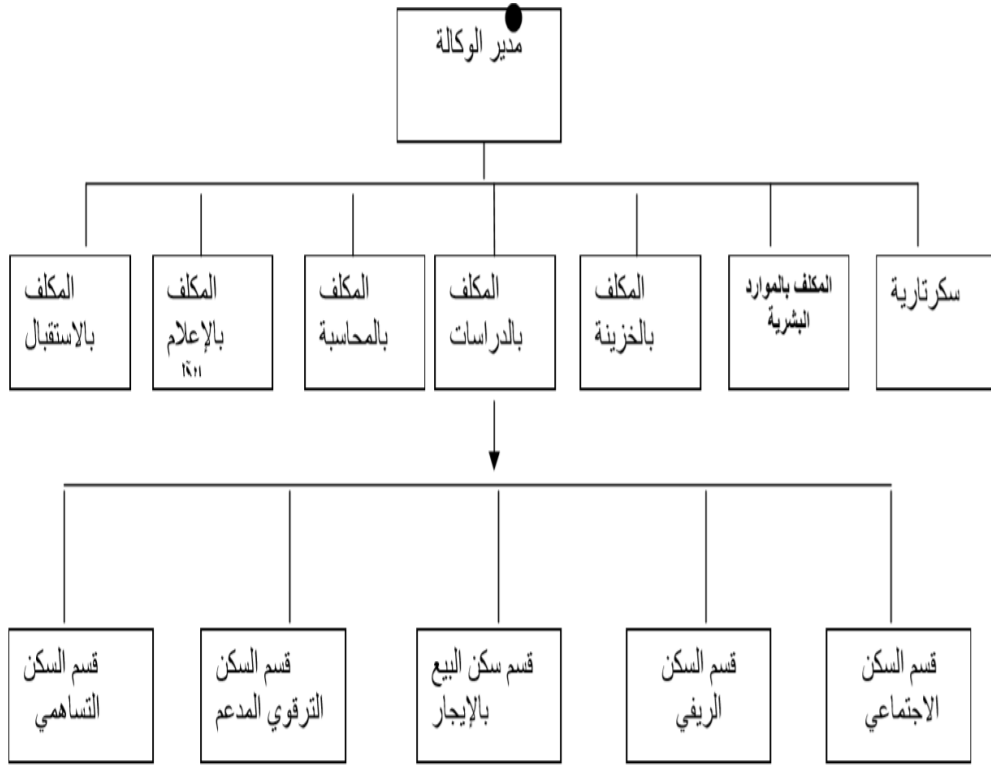 مدير الوكالة
سكرتارية
المكلف بالموارد
البشرية
المكلف
بالخزينة
المكلف
بالدراسات
المكلف
بالمحاسبة
المكلف
بالإعلام
المكلف
بالاستقبال
قسم السكن
الاجتماعي
قسم السكن
الريفي
قسم سكن البيع
بالإيجار
قسم السكن
الترقوي المدعم
قسم السكن
التساهمي